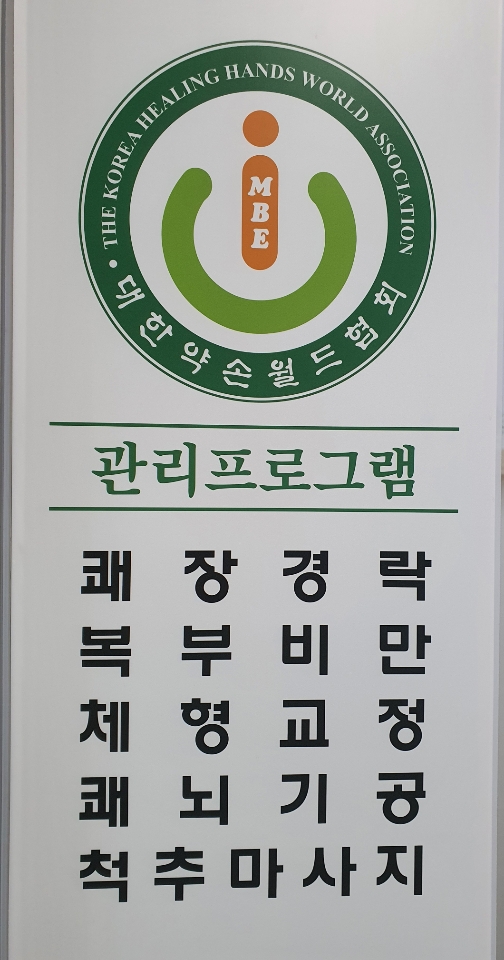 THE KOREA HEALING HANDS WORLD ASSOCIATION
MBE
대한약손월드협회
관리프로그램
쾌장경락
복부비만
체형교정
쾌뇌기공
척추마사지